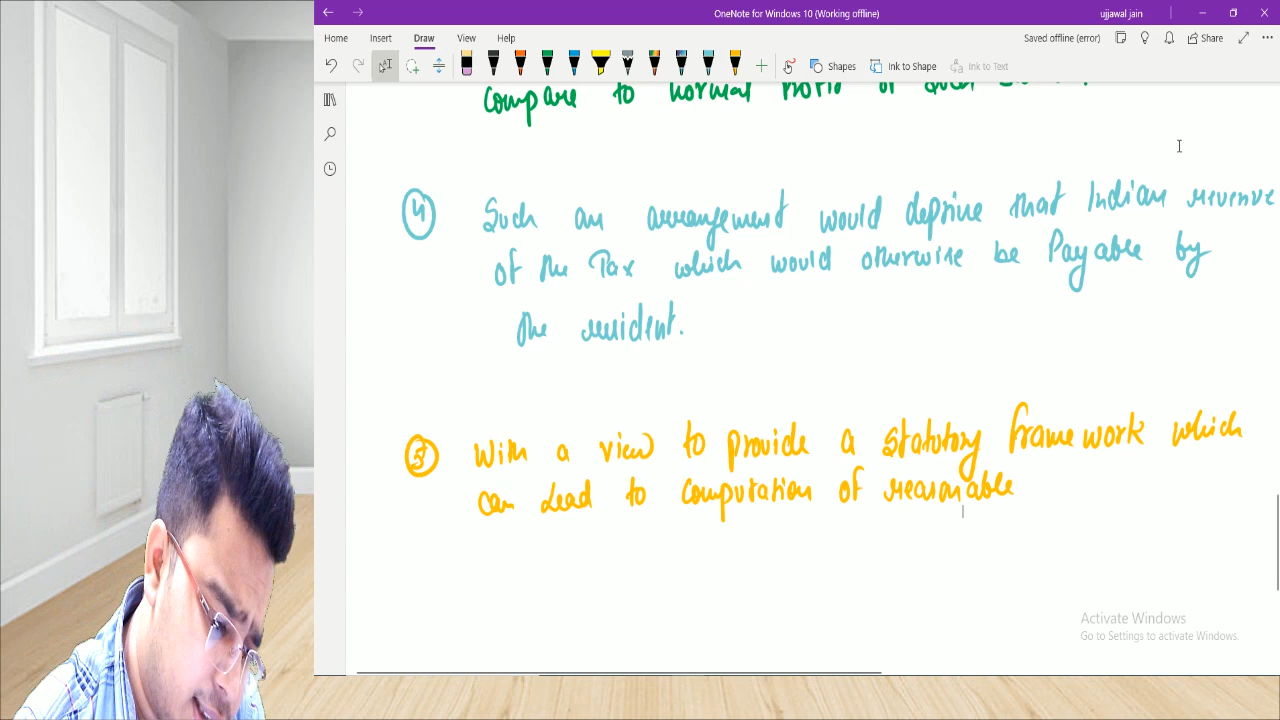 OneNote for Windows 10 (Working offline)
ujjawal jain
Home Insert Draw View Help
Saved offline (error)
Share
Shapes
Ink to Shape
Ink to Text
compare to normal
4 Such an arrangement would deprive that Indian revenue
of the Tax which would otherwise be Payable by
the resident.
5 With a view to provide a statutory framework which
can Lead to computation of reasonable
Activate Windows
Go to Settings to activate Windows.